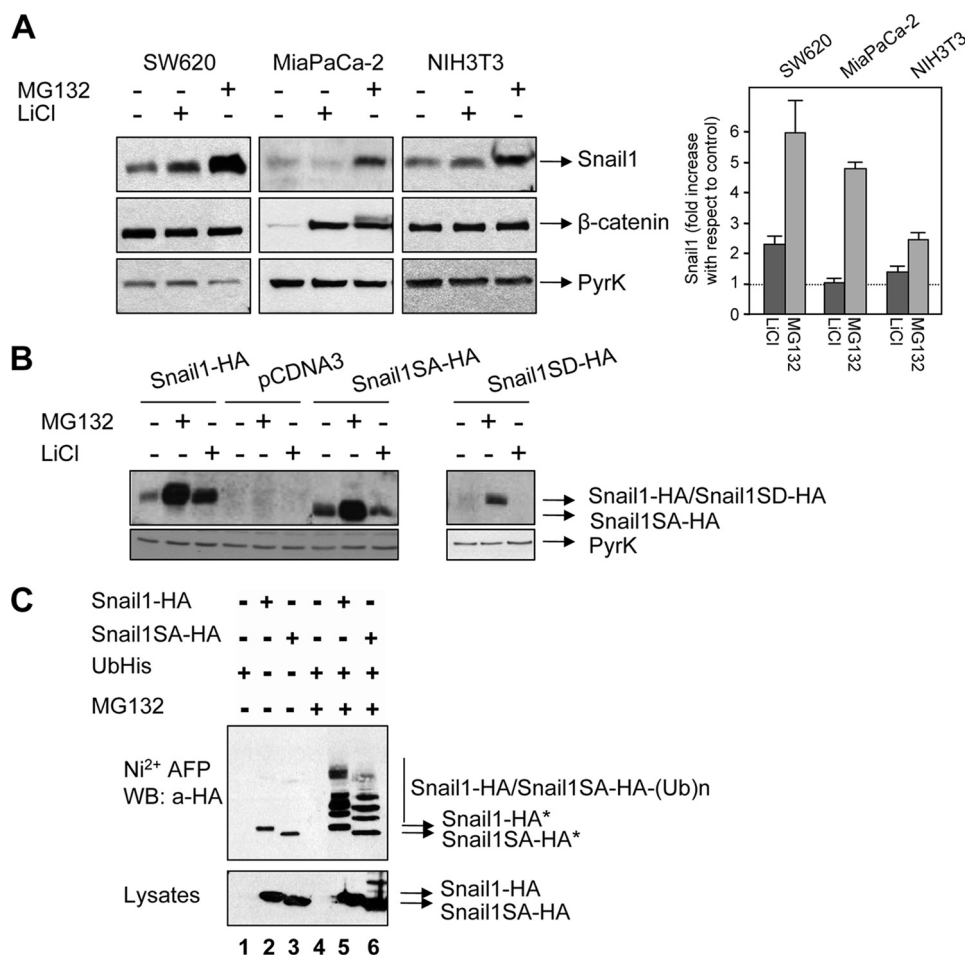 A
SW620 MiaPaCa-2 NIH3T3
MG132 - - + - - + - - +
LiCl - + - - + - - + -
Snail1
β-catenin
PyrK
SW620 MiaPaCa-2 NIH3T3
Snail1 (fold increase
with respect to control)
6
5
4
3
2
1
0
LiCl MG132 LiCl MG132 LiCl MG132
B
Snail1-HA pCDNA3 Snail1SA-HA Snail1SD-HA
MG132 - + - - + - - + - - + -
LiCl - - + - - + - - + - - +
Snail1-HA/Snail1SD-HA
Snail1SA-HA
PyrK
C
Snail1-HA - + - - + -
Snail1SA-HA - - + - - +
UbHis + - - + + +
MG132 - - - + + +
Ni2+ AFP
WB: a-HA
Snail1-HA/Snail1SA-HA-(Ub)n
Snail1-HA*
Snail1SA-HA*
Lysates
Snail1-HA
Snail1SA-HA
1 2 3 4 5 6